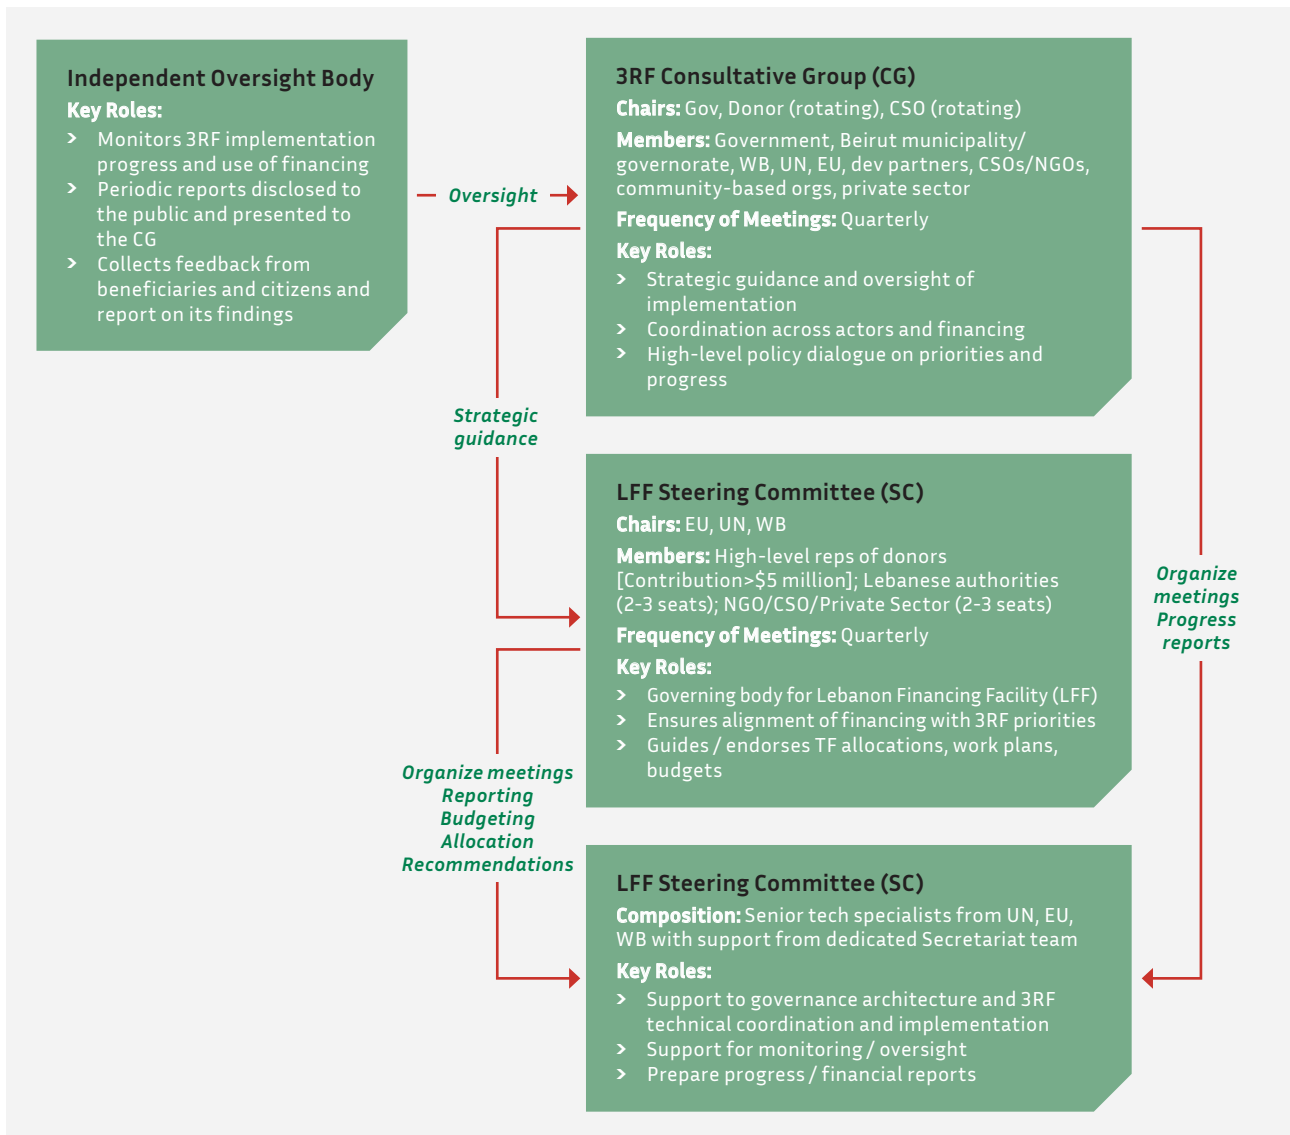 Independent Oversight Body
Key Roles:
> Monitors 3RF implementation
progress and use of financing
> Periodic reports disclosed to
the public and presented to
the CG
> Collects feedback from
beneficiaries and citizens and
report on its findings
Oversight
3RF Consultative Group (CG)
Chairs: Gov, Donor (rotating), CSO (rotating)
Members: Government, Beirut municipality/
governorate, WB, UN, EU, dev partners, CSOs/NGOs,
community-based orgs, private sector
Frequency of Meetings: Quarterly
Key Roles:
> Strategic guidance and oversight of
implementation
> Coordination across actors and financing
> High-level policy dialogue on priorities and
progress
Strategic
guidance
LFF Steering Committee (SC)
Chairs: EU, UN, WB
Members: High-level reps of donors
[Contribution>$5 million]; Lebanese authorities
(2-3 seats); NGO/CSO/Private Sector (2-3 seats)
Frequency of Meetings: Quarterly
Key Roles:
> Governing body for Lebanon Financing Facility (LFF)
> Ensures alignment of financing with 3RF priorities
> Guides / endorses TF allocations, work plans,
budgets
Organize
meetings
Progress
reports
Organize meetings
Reporting
Budgeting
Allocation
Recommendations
LFF Steering Committee (SC)
Composition: Senior tech specialists from UN, EU,
WB with support from dedicated Secretariat team
Key Roles:
> Support to governance architecture and 3RF
technical coordination and implementation
> Support for monitoring / oversight
> Prepare progress / financial reports